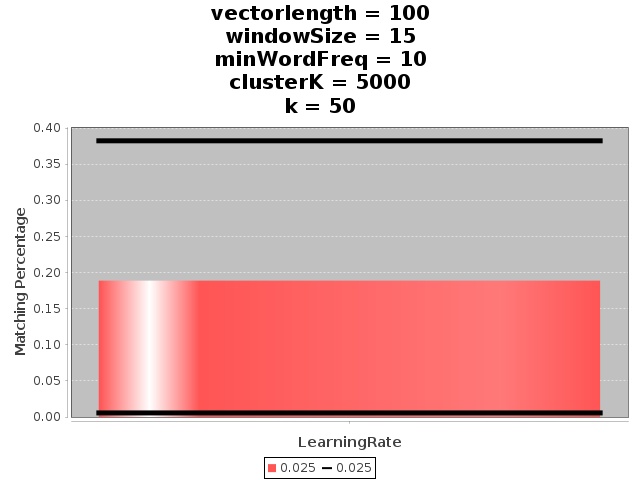 vectorlength = 100
windowSize = 15
minWordFreq = 10
clusterK = 5000
k = 50
0.40
0.35
0.30
0.25
0.20
0.15
0.10
0.05
0.00
Matching Percentage
LearningRate
0.025 0.025